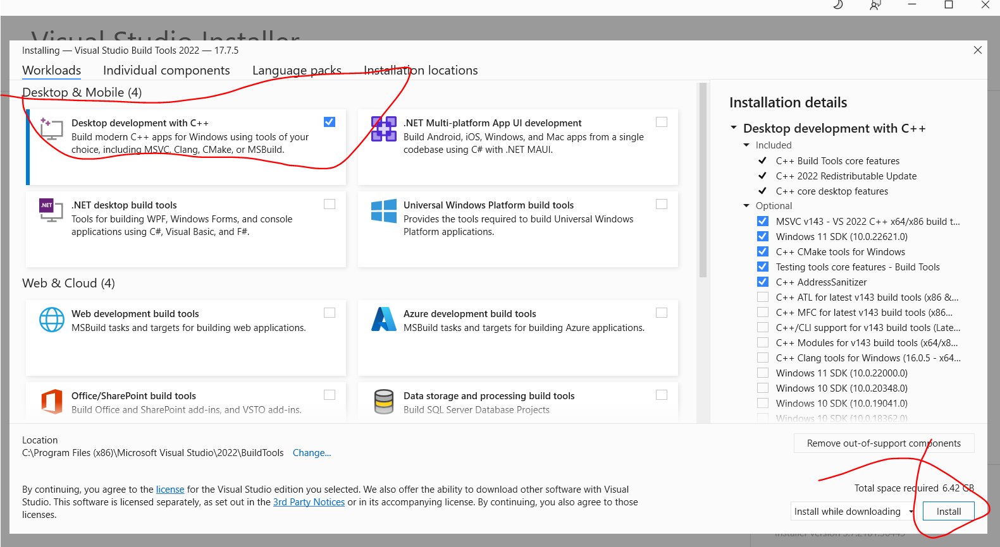 Visual Studio Installer
Installing — Visual Studio Build Tools 2022 — 17.7.5
Workloads
Individual components
Language packs
Installation locations
Desktop & Mobile (4)
Desktop development with C++
Build modern C++ apps for Windows using tools of your
choice, including MSVC, Clang, CMake, or MSBuild.
.NET Multi-platform App UI development
Build Android, iOS, Windows, and Mac apps from a single
codebase using C# with .NET MAUI.
.NET
.NET desktop build tools
Tools for building WPF, Windows Forms, and console
applications using C#, Visual Basic, and F#.
Universal Windows Platform build tools
Provides the tools required to build Universal Windows
Platform applications.
Web & Cloud (4)
Web development build tools
MSBuild tasks and targets for building web applications.
Azure development build tools
MSBuild tasks and targets for building Azure applications.
Office/SharePoint build tools
Build Office and SharePoint add-ins, and VSTO add-ins.
Data storage and processing build tools
Build SQL Server Database Projects
Installation details
Desktop development with C++
Included
C++ Build Tools core features
C++ 2022 Redistributable Update
C++ core desktop features
Optional
MSVC v143 - VS 2022 C++ x64/x86 build t...
Windows 11 SDK (10.0.22621.0)
C++ CMake tools for Windows
Testing tools core features - Build Tools
C++ AddressSanitizer
C++ ATL for latest v143 build tools (x86 &...
C++ MFC for latest v143 build tools (x86...
C++/CLI support for v143 build tools (Late...
C++ Modules for v143 build tools (x64/x8...
C++ Clang tools for Windows (16.0.5 - x64...
Windows 11 SDK (10.0.22000.0)
Windows 10 SDK (10.0.20348.0)
Windows 10 SDK (10.0.19041.0)
Windows 10 SDK (10.0.18362.0)
Location
C:\Program Files (x86)\Microsoft Visual Studio\2022\BuildTools Change...
Remove out-of-support components
By continuing, you agree to the license for the Visual Studio edition you selected. We also offer the ability to download other software with Visual
Studio. This software is licensed separately, as set out in the 3rd Party Notices or in its accompanying license. By continuing, you also agree to those
licenses.
Total space required 6.42 GB
Install while downloading
Install
Installer version